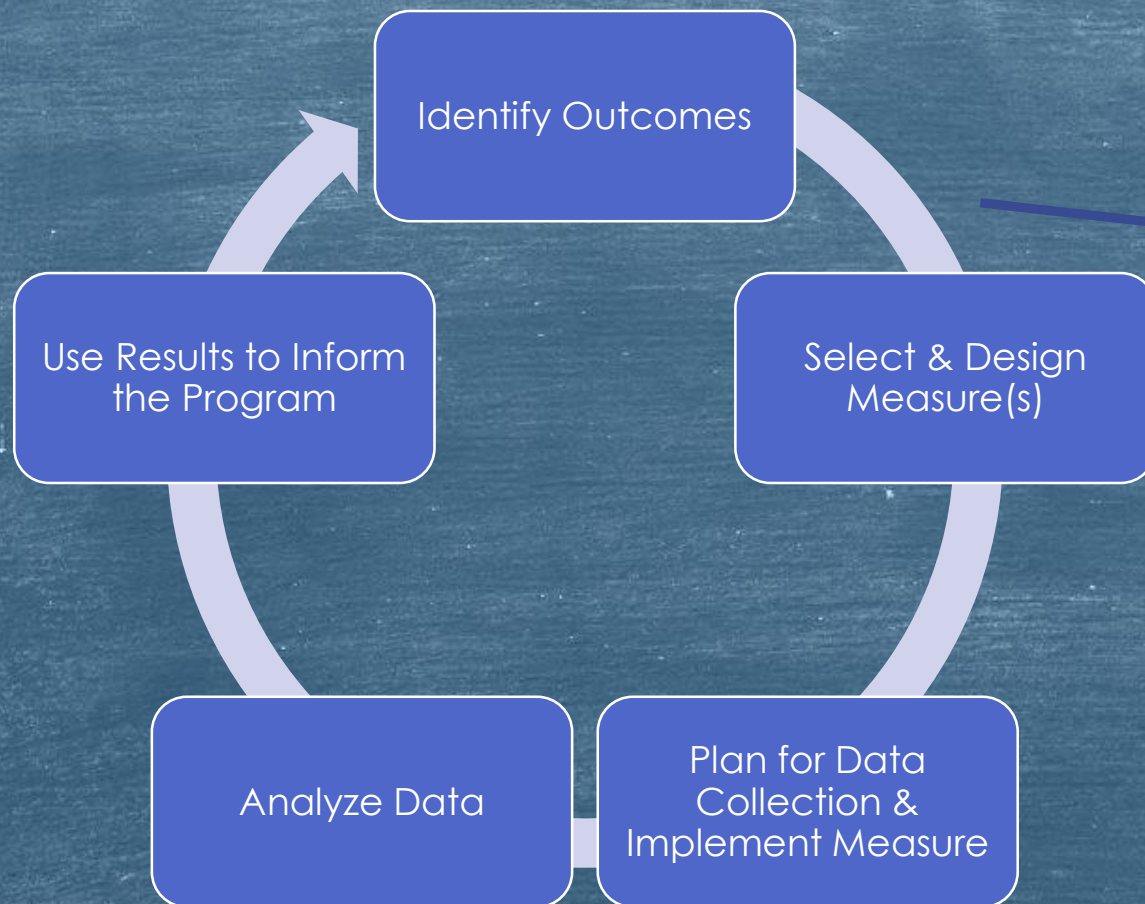 Identify Outcomes
Select & Design
Measure(s)
Plan for Data
Collection &
Implement Measure
Analyze Data
Use Results to Inform
the Program